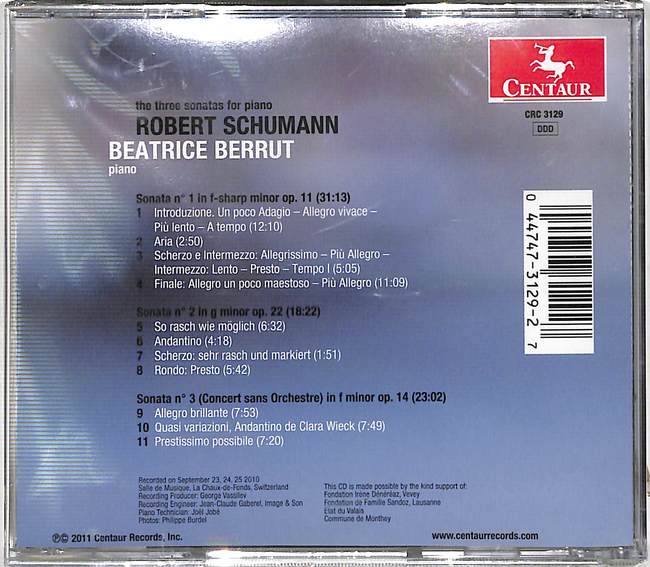 CENTAUR
CRC 3129
DDD
the three sonatas for piano
ROBERT SCHUMANN
BEATRICE BERRUT
piano
Sonata n° 1 in f-sharp minor op. 11 (31:13)
1 Introduzione. Un poco Adagio – Allegro vivace –
Più lento – A tempo (12:10)
2 Aria (2:50)
3 Scherzo e Intermezzo: Allegrissimo – Più Allegro –
Intermezzo: Lento – Presto – Tempo I (5:05)
4 Finale: Allegro un poco maestoso – Più Allegro (11:09)
Sonata n° 2 in g minor op. 22 (18:22)
5 So rasch wie möglich (6:32)
6 Andantino (4:18)
7 Scherzo: sehr rasch und markiert (1:51)
8 Rondo: Presto (5:42)
Sonata n° 3 (Concert sans Orchestre) in f minor op. 14 (23:02)
9 Allegro brillante (7:53)
10 Quasi variazioni, Andantino de Clara Wieck (7:49)
11 Prestissimo possibile (7:20)
0 44747-3129-2 7
Recorded on September 23, 24, 25 2010
Salle de Musique, La Chaux-de-Fonds, Switzerland
Recording Producer: George Vassilev
Recording Engineer: Jean-Claude Gaberel, Image & Son
Piano Technician: Joël Jobé
Photos: Philippe Burdel
This CD is made possible by the kind support of:
Fondation Irène Dénéréaz, Vevey
Fondation de Famille Sandoz, Lausanne
Etat du Valais
Commune de Monthey
℗© 2011 Centaur Records, Inc.
www.centaurrecords.com